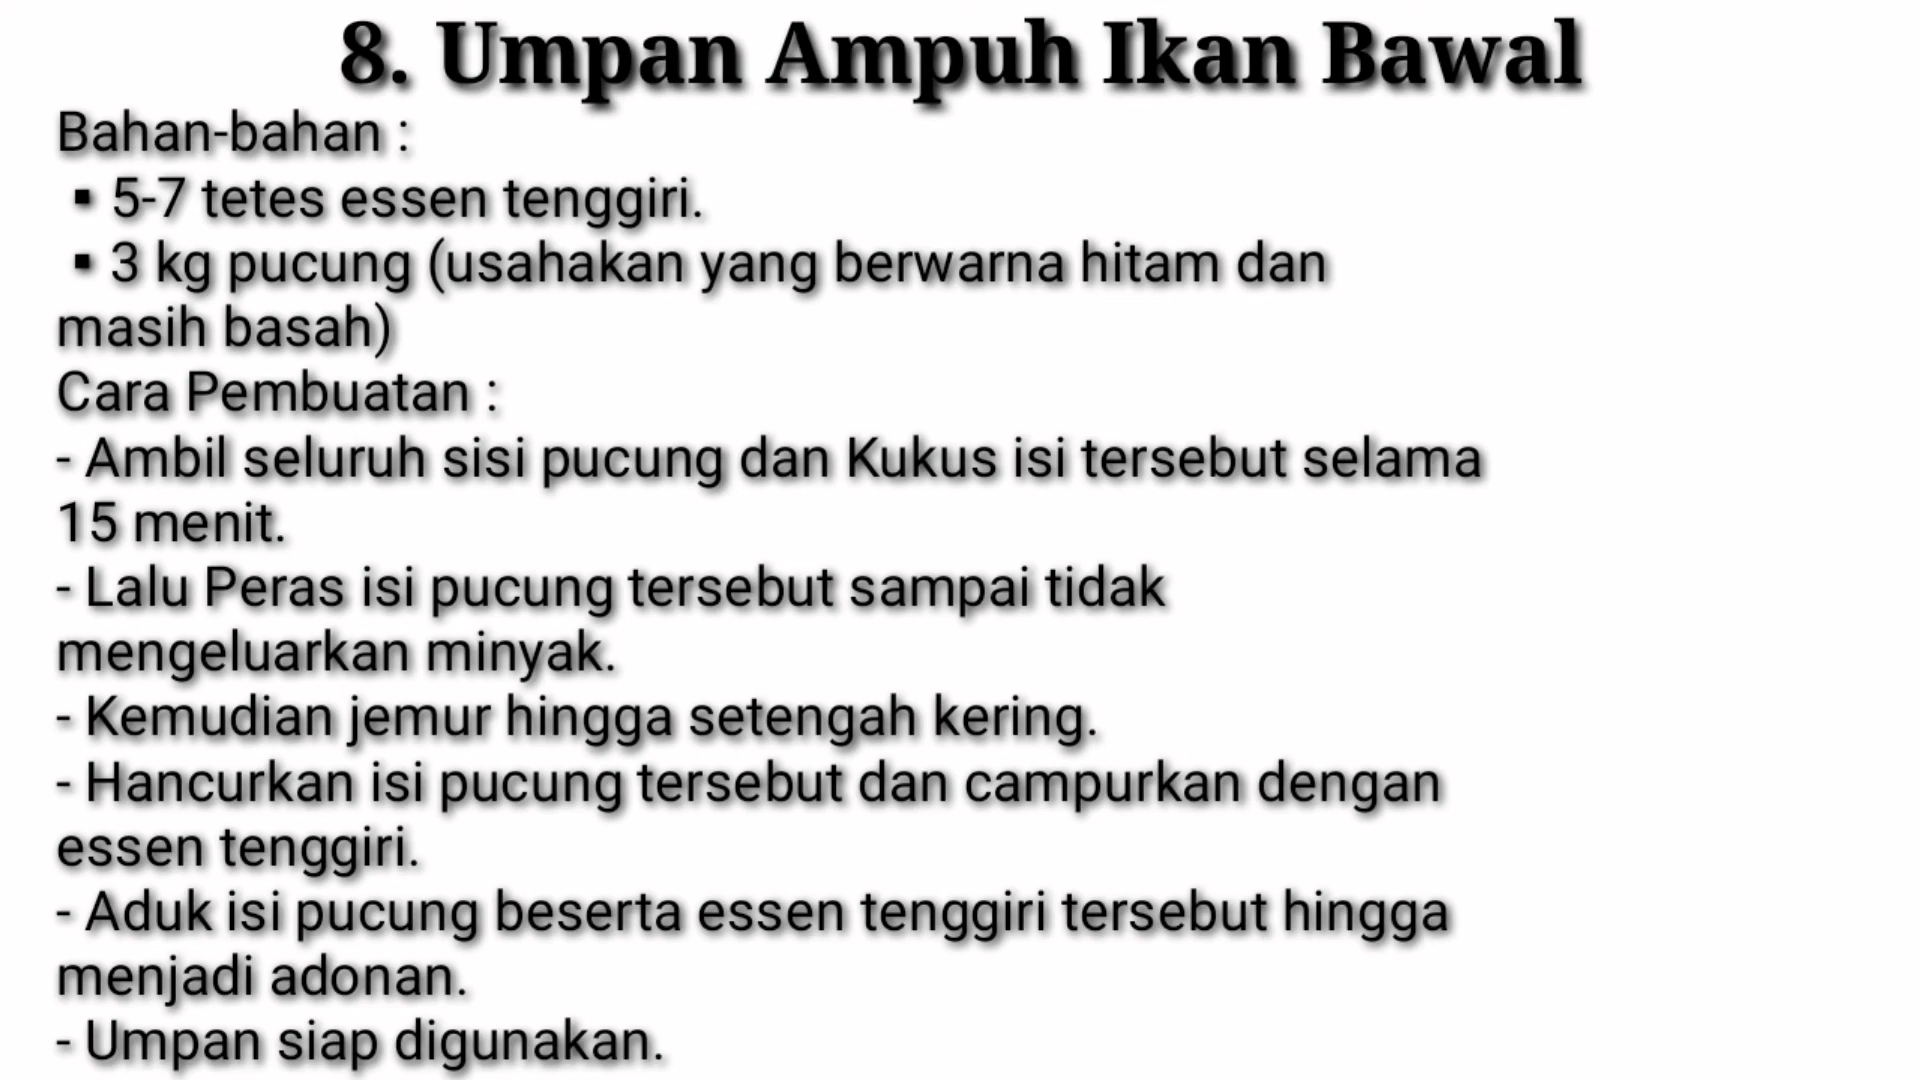 8. Umpan Ampuh Ikan Bawal
Bahan-bahan :
▪ 5-7 tetes essen tenggiri.
▪ 3 kg pucung (usahakan yang berwarna hitam dan
masih basah)
Cara Pembuatan :
- Ambil seluruh sisi pucung dan Kukus isi tersebut selama
15 menit.
- Lalu Peras isi pucung tersebut sampai tidak
mengeluarkan minyak.
- Kemudian jemur hingga setengah kering.
- Hancurkan isi pucung tersebut dan campurkan dengan
essen tenggiri.
- Aduk isi pucung beserta essen tenggiri tersebut hingga
menjadi adonan.
- Umpan siap digunakan.